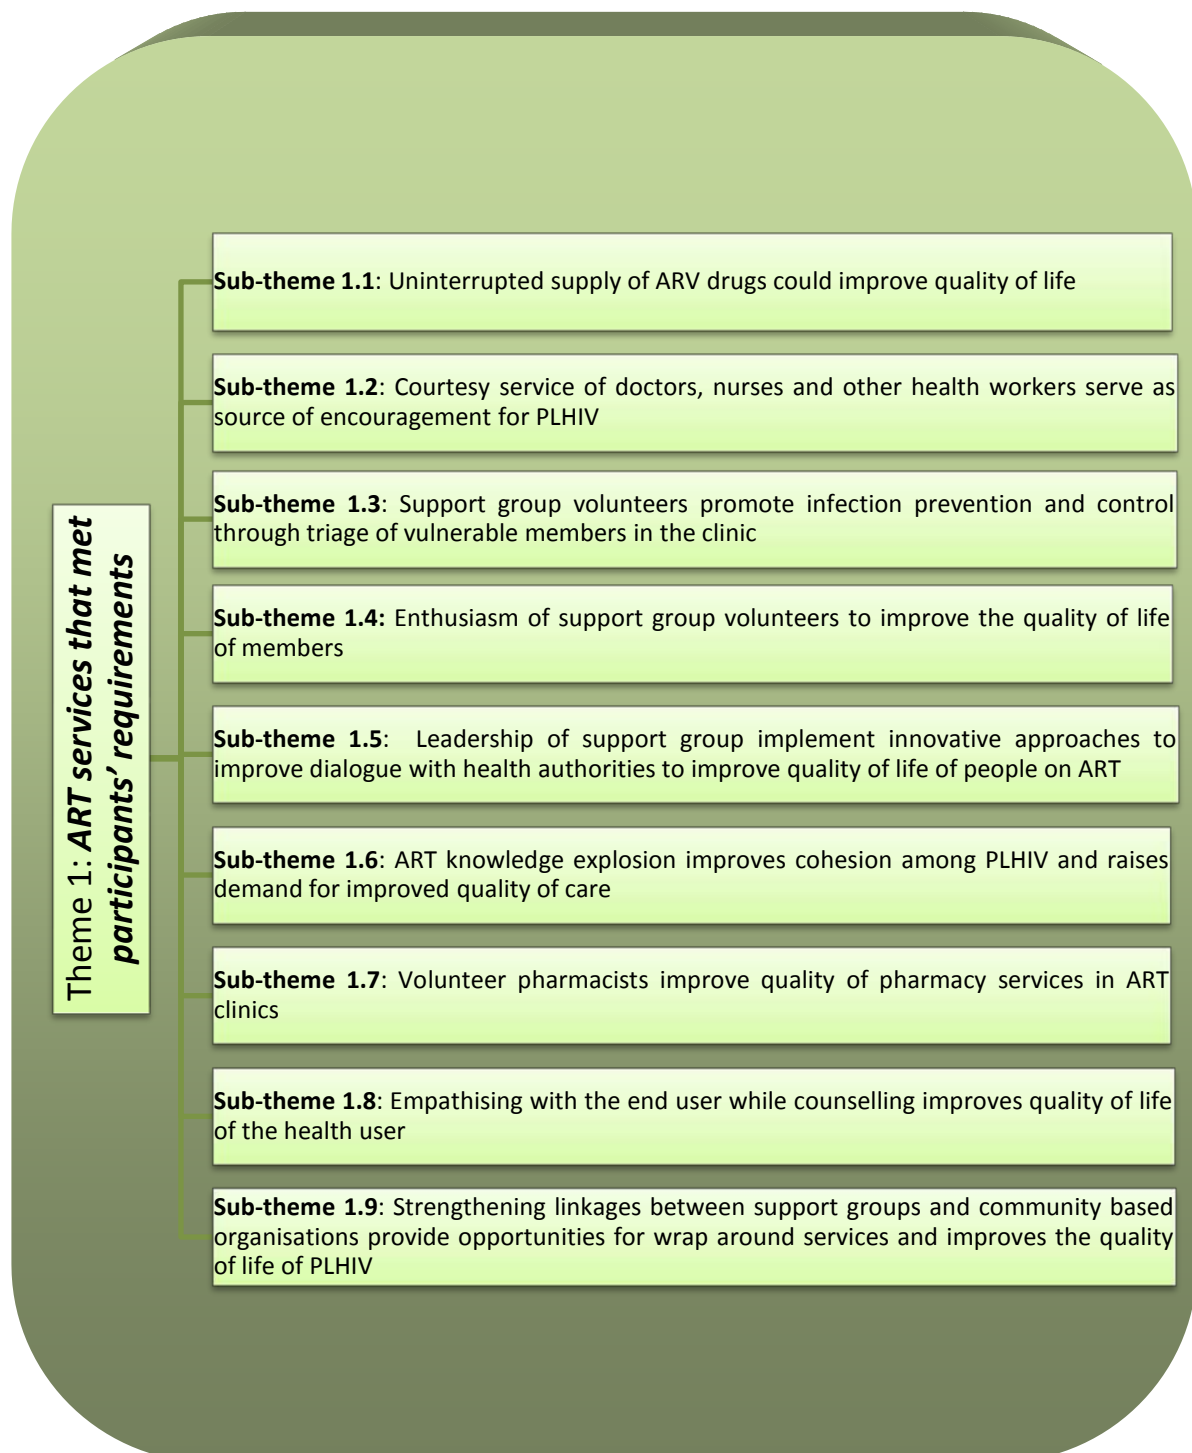 Theme 1: ART services that met
participants’ requirements
Sub-theme 1.1: Uninterrupted supply of ARV drugs could improve quality of life
Sub-theme 1.2: Courtesy service of doctors, nurses and other health workers serve as
source of encouragement for PLHIV
Sub-theme 1.3: Support group volunteers promote infection prevention and control
through triage of vulnerable members in the clinic
Sub-theme 1.4: Enthusiasm of support group volunteers to improve the quality of life
of members
Sub-theme 1.5: Leadership of support group implement innovative approaches to
improve dialogue with health authorities to improve quality of life of people on ART
Sub-theme 1.6: ART knowledge explosion improves cohesion among PLHIV and raises
demand for improved quality of care
Sub-theme 1.7: Volunteer pharmacists improve quality of pharmacy services in ART
clinics
Sub-theme 1.8: Empathising with the end user while counselling improves quality of life
of the health user
Sub-theme 1.9: Strengthening linkages between support groups and community based
organisations provide opportunities for wrap around services and improves the quality
of life of PLHIV